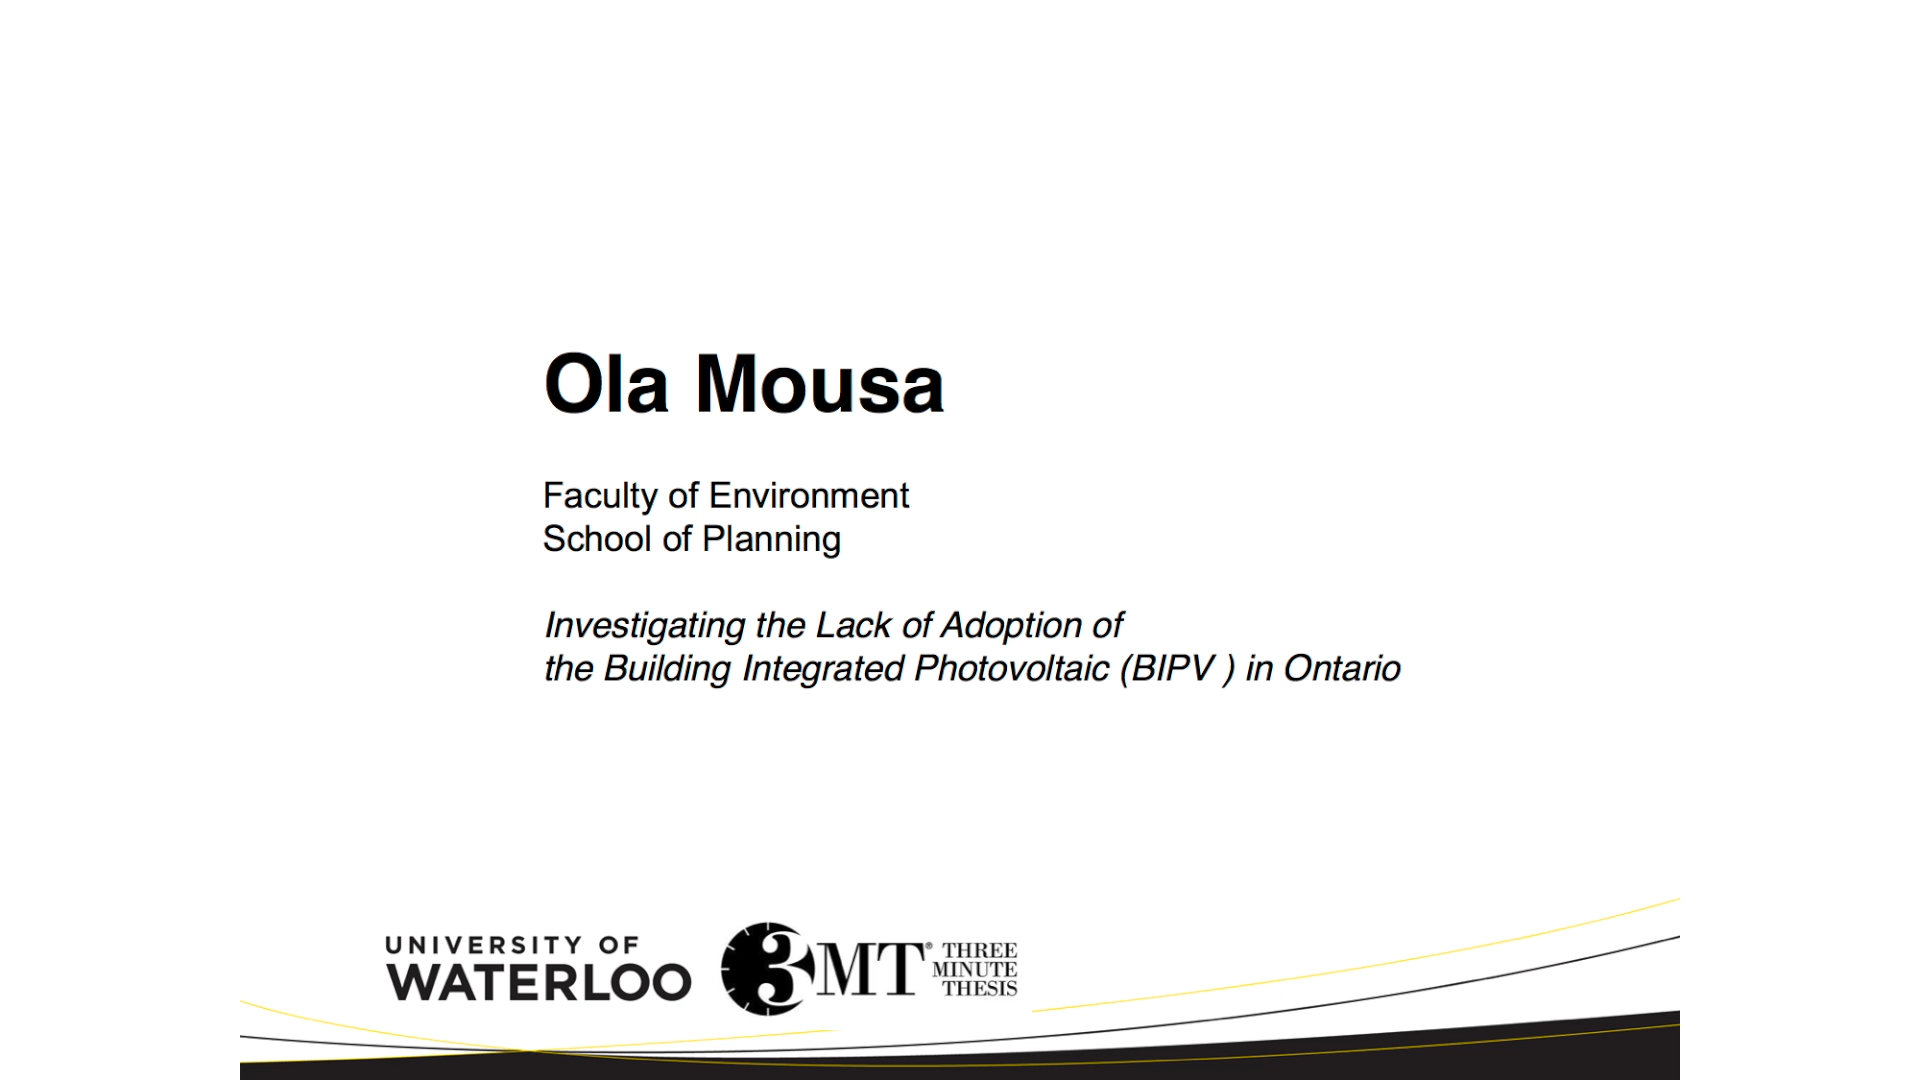 Ola Mousa
Faculty of Environment
School of Planning
Investigating the Lack of Adoption of
the Building Integrated Photovoltaic (BIPV ) in Ontario
UNIVERSITY OF
WATERLOO
3MT®
THREE
MINUTE
THESIS